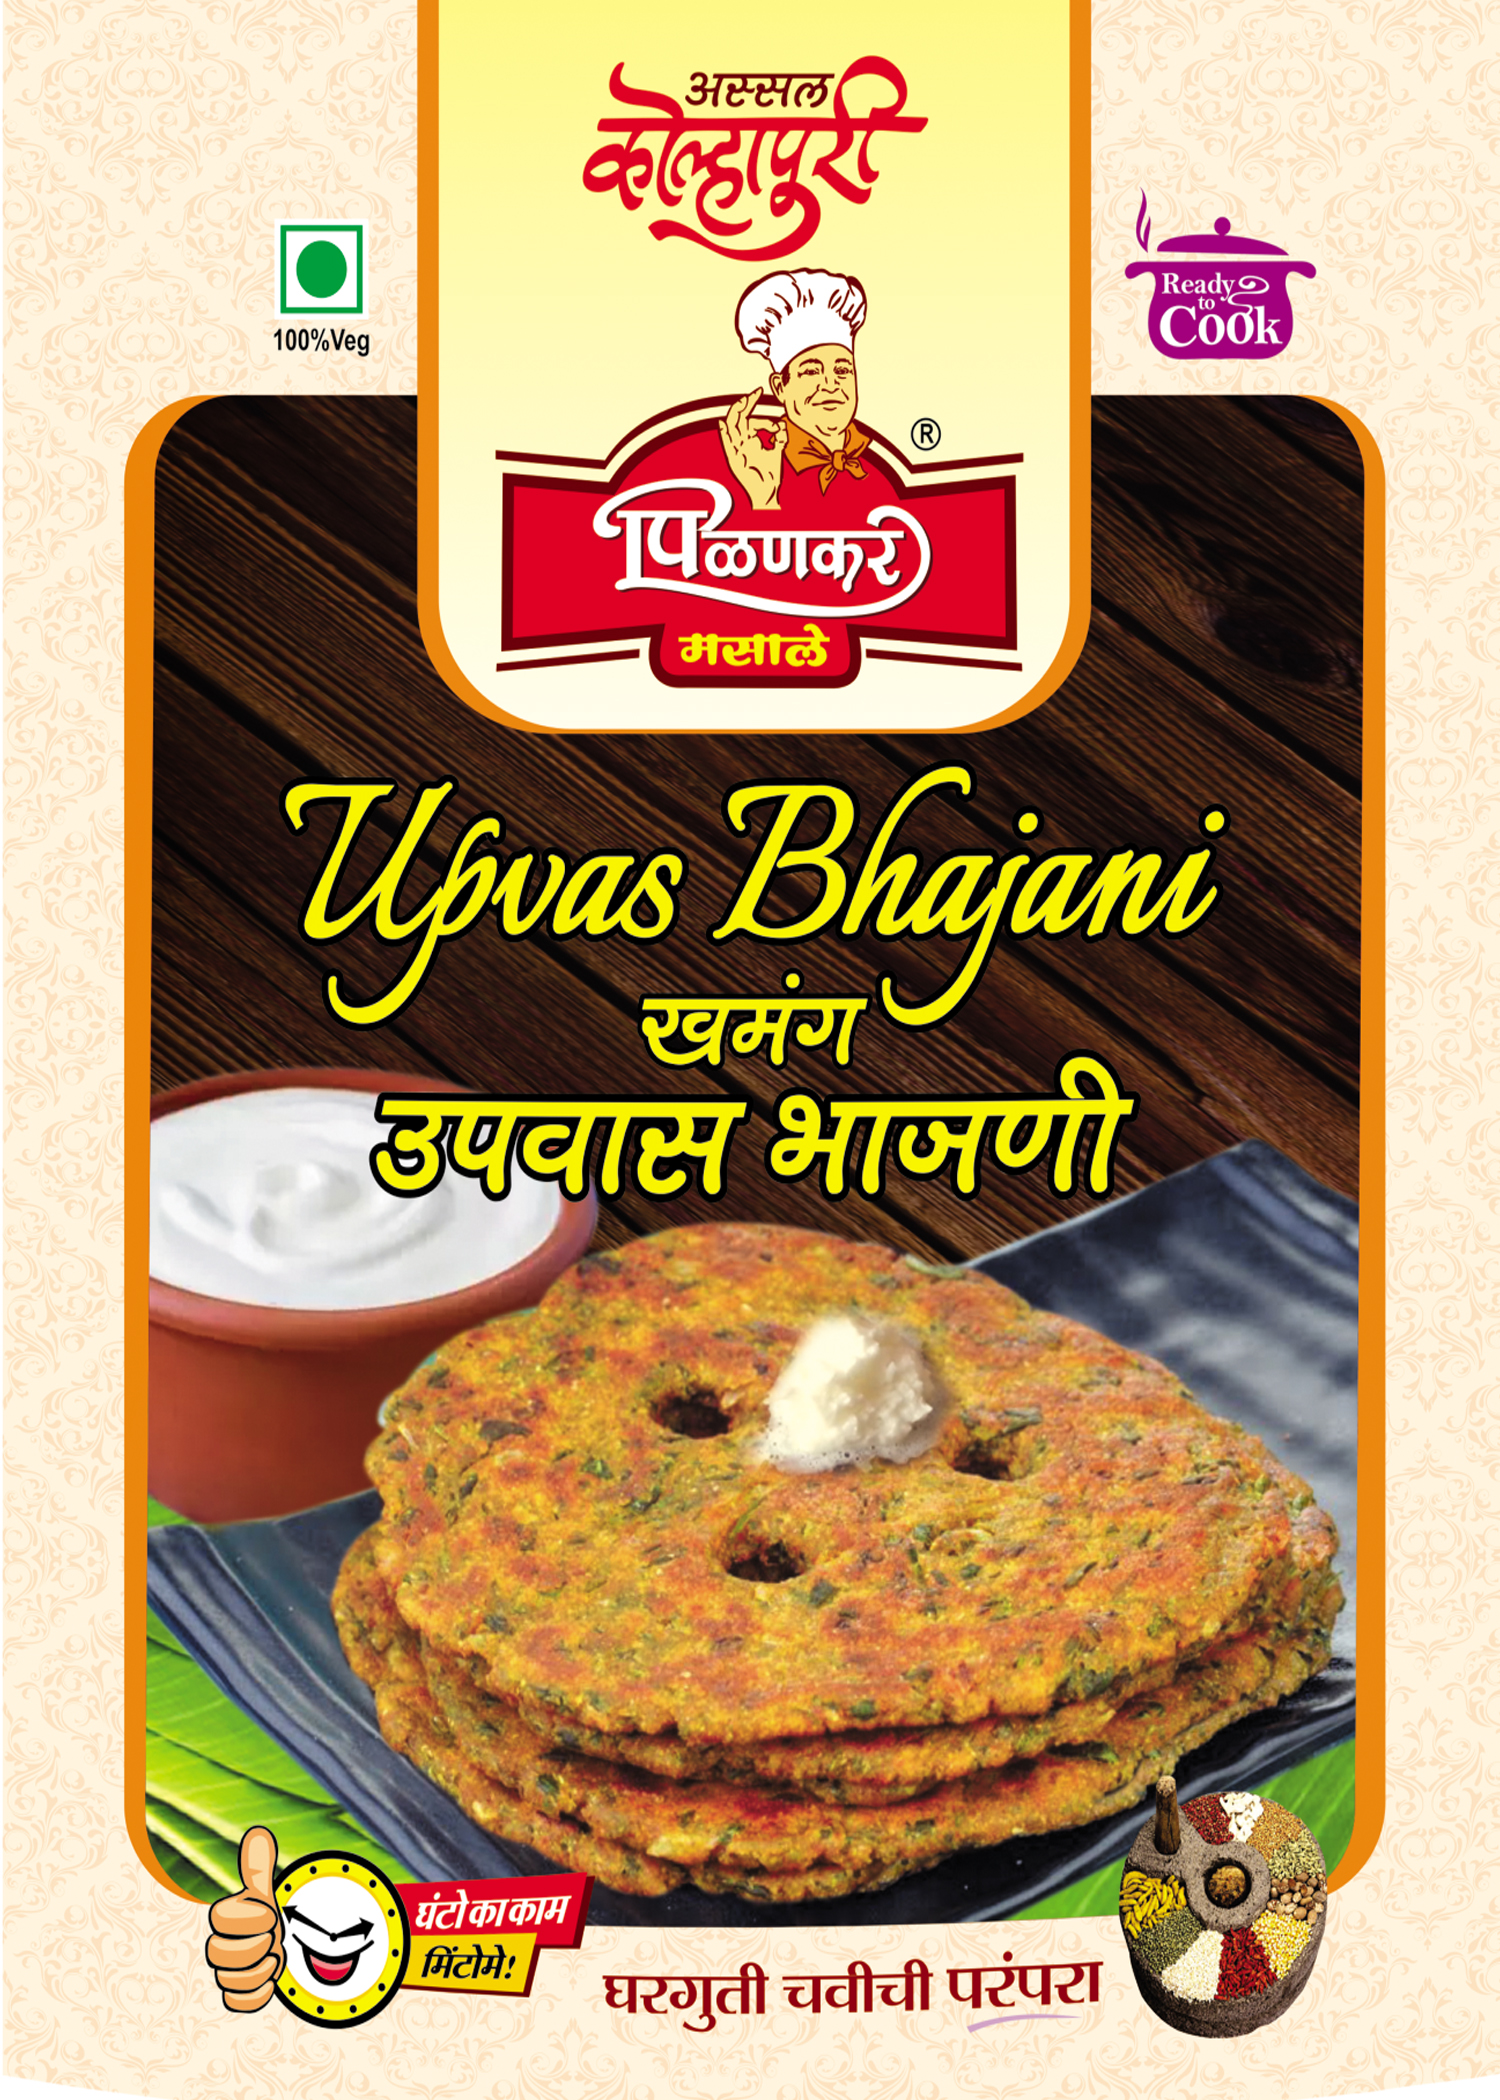 अस्सल
कोल्हापुरी
100%Veg
Ready
to
Cook
®
पिळणकर
मसाले
Upvas Bhajani
खमंग
उपवास भाजणी
घंटो का काम
मिंटोमे!
घरगुती चवीची परंपरा